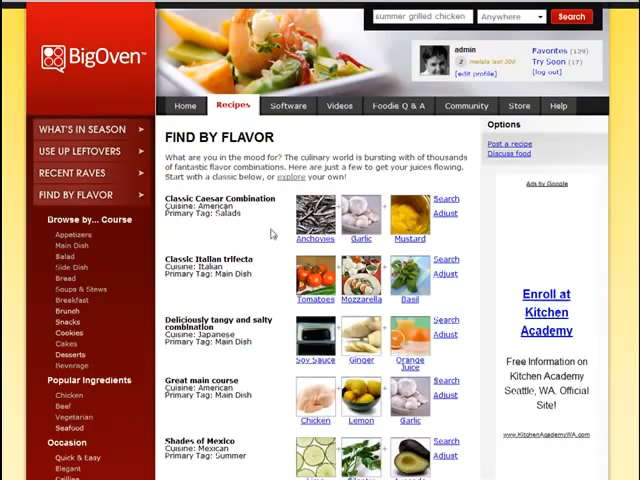 summer grilled chicken
Anywhere
Search
BigOven™
admin
2 medals last 30d
[edit profile]
Favorites (139)
Try Soon (17)
[log out]
Home
Recipes
Software
Videos
Foodie Q & A
Community
Store
Help
WHAT'S IN SEASON
USE UP LEFTOVERS
RECENT RAVES
FIND BY FLAVOR
Browse by... Course
Appetizers
Main Dish
Salad
Side Dish
Bread
Soups & Stews
Breakfast
Brunch
Snacks
Cookies
Cakes
Desserts
Beverage
Popular Ingredients
Chicken
Beef
Vegetarian
Seafood
Occasion
Quick & Easy
Elegant
FIND BY FLAVOR
What are you in the mood for? The culinary world is bursting with of thousands
of fantastic flavor combinations. Here are just a few to get your juices flowing.
Start with a classic below, or explore your own!
Classic Caesar Combination
Cuisine: American
Primary Tag: Salads
Anchovies
+
Garlic
+
Mustard
Search
Adjust
Classic Italian trifecta
Cuisine: Italian
Primary Tag: Main Dish
Tomatoes
+
Mozzarella
+
Basil
Search
Adjust
Deliciously tangy and salty
combination
Cuisine: Japanese
Primary Tag: Main Dish
Soy Sauce
+
Ginger
+
Orange
Juice
Search
Adjust
Great main course
Cuisine: American
Primary Tag: Main Dish
Chicken
+
Lemon
+
Garlic
Search
Adjust
Shades of Mexico
Cuisine: Mexican
Primary Tag: Summer
+
+
Search
Adjust
Options
Post a recipe
Discuss food
Ads by Google
Enroll at
Kitchen
Academy
Free Information on
Kitchen Academy
Seattle, WA. Official
Site!
www.KitchenAcademyWA.com